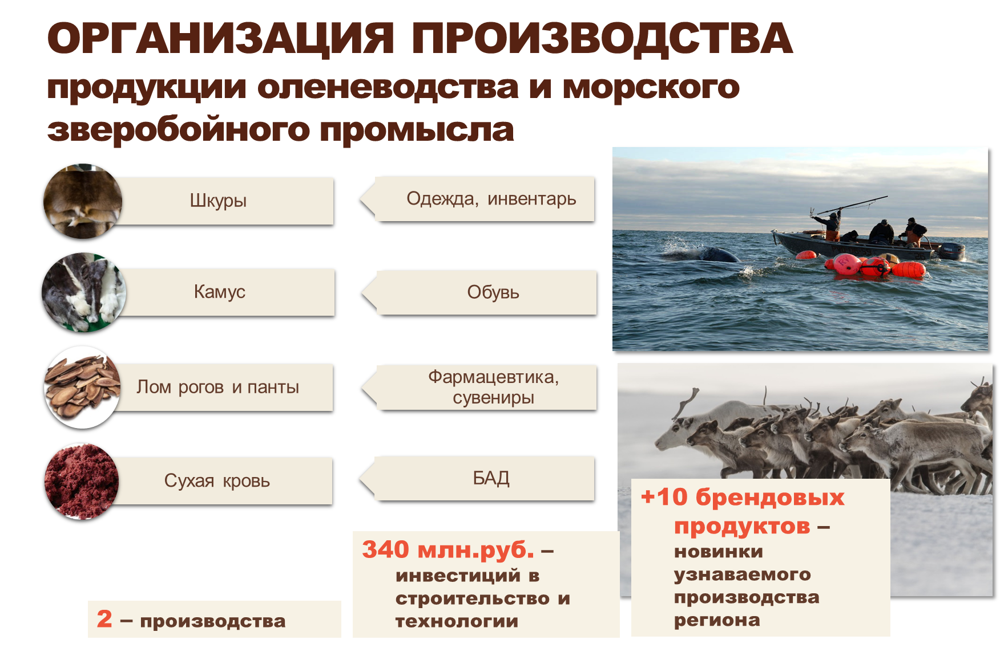 ОРГАНИЗАЦИЯ ПРОИЗВОДСТВА
продукции оленеводства и морского
зверобойного промысла
Шкуры
Одежда, инвентарь
Камус
Обувь
Лом рогов и панты
Фармацевтика,
сувениры
Сухая кровь
БАД
2 – производства
340 млн.руб. –
инвестиций в
строительство и
технологии
+10 брендовых
продуктов –
новинки
узнаваемого
производства
региона